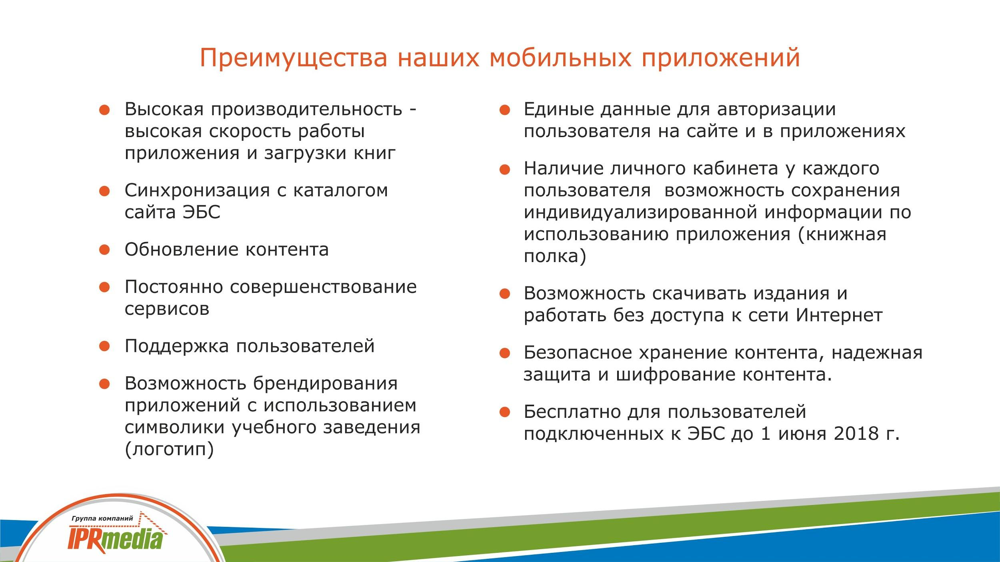 Преимущества наших мобильных приложений
Высокая производительность -
высокая скорость работы
приложения и загрузки книг
Синхронизация с каталогом
сайта ЭБС
Обновление контента
Постоянно совершенствование
сервисов
Поддержка пользователей
Возможность брендирования
приложений с использованием
символики учебного заведения
(логотип)
Единые данные для авторизации
пользователя на сайте и в приложениях
Наличие личного кабинета у каждого
пользователя  возможность сохранения
индивидуализированной информации по
использованию приложения (книжная
полка)
Возможность скачивать издания и
работать без доступа к сети Интернет
Безопасное хранение контента, надежная
защита и шифрование контента.
Бесплатно для пользователей
подключенных к ЭБС до 1 июня 2018 г.
Группа компаний
IPRmedia